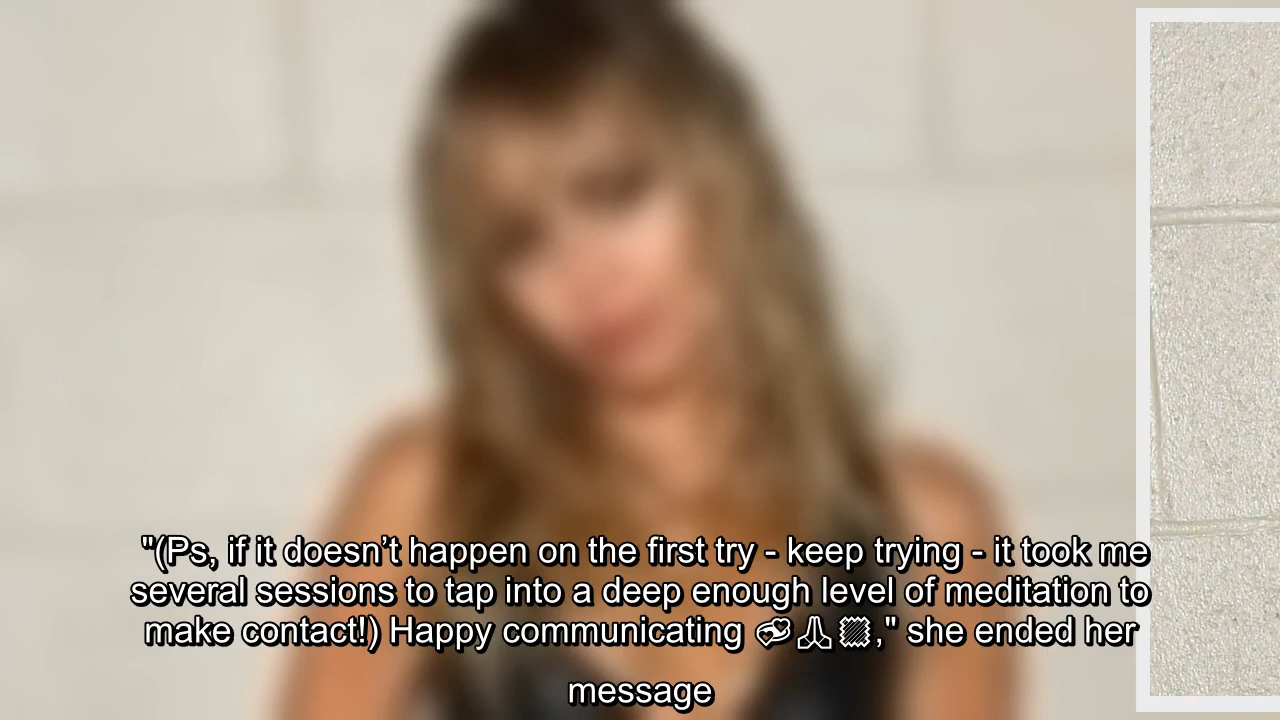 "(Ps, if it doesn’t happen on the first try - keep trying - it took me
several sessions to tap into a deep enough level of meditation to
make contact!) Happy communicating 💞🙏💫," she ended her
message